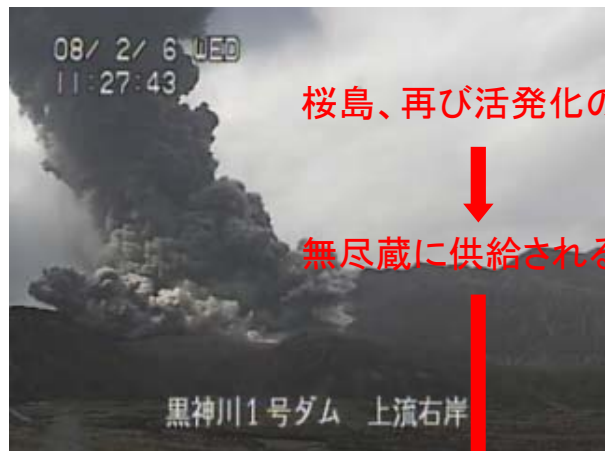 08/ 2/ 6 WED
11:27:43
桜島、再び活発化の
無尽蔵に供給される
黒神川1号ダム 上流右岸